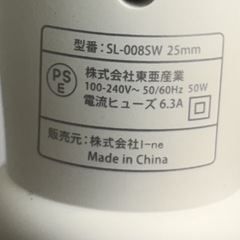 型番：SL-008SW 25mm
PS
E
株式会社東亜産業
100-240V～ 50/60Hz 50W
電流ヒューズ 6.3A
販売元：株式会社I-ne
Made in China